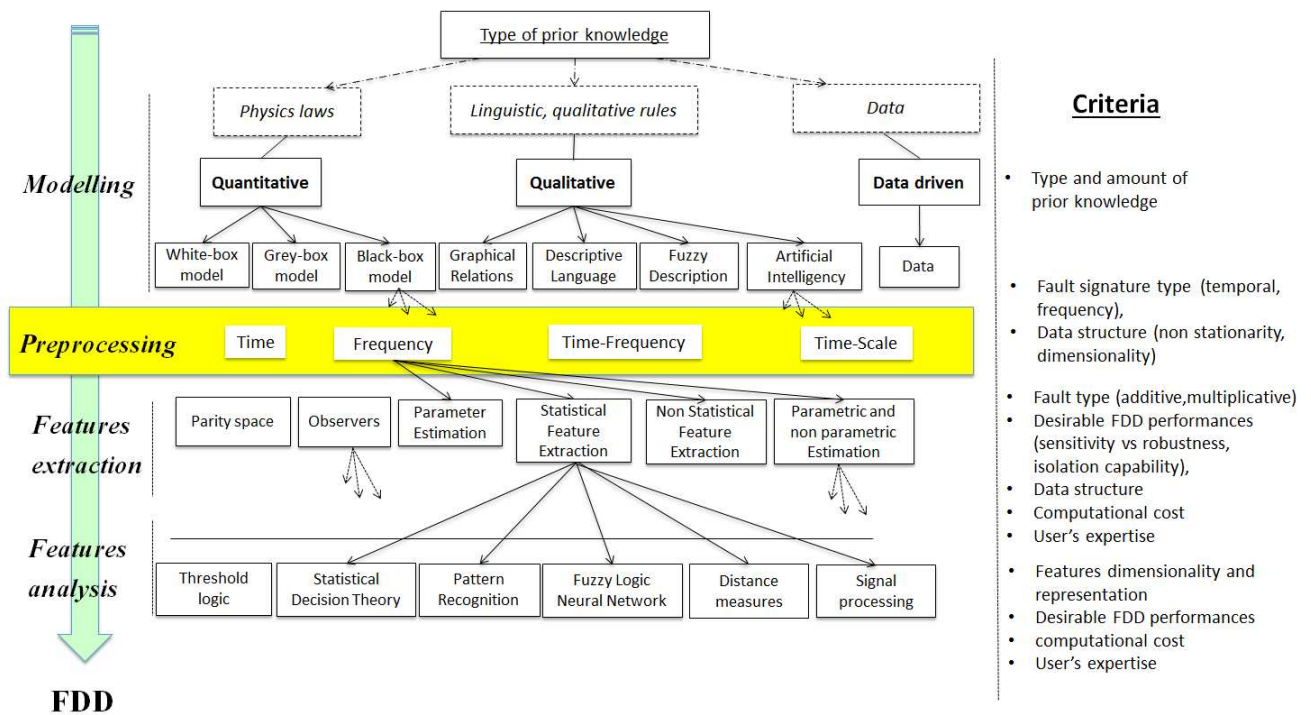 Type of prior knowledge
Physics laws
Linguistic, qualitative rules
Data
Criteria
Modelling
Quantitative
Qualitative
Data driven
• Type and amount of
prior knowledge
White-box
model
Grey-box
model
Black-box
model
Graphical
Relations
Descriptive
Language
Fuzzy
Description
Artificial
Intelligency
Data
• Fault signature type (temporal,
frequency),
• Data structure (non stationarity,
dimensionality)
Preprocessing
Time
Frequency
Time-Frequency
Time-Scale
Features
extraction
Parity space
Observers
Parameter
Estimation
Statistical
Feature
Extraction
Non Statistical
Feature
Extraction
Parametric and
non parametric
Estimation
• Fault type (additive,multiplicative)
• Desirable FDD performances
(sensitivity vs robustness,
isolation capability),
• Data structure
• Computational cost
• User's expertise
Features
analysis
Threshold
logic
Statistical
Decision Theory
Pattern
Recognition
Fuzzy Logic
Neural Network
Distance
measures
Signal
processing
• Features dimensionality and
representation
• Desirable FDD performances
• computational cost
• User's expertise
FDD